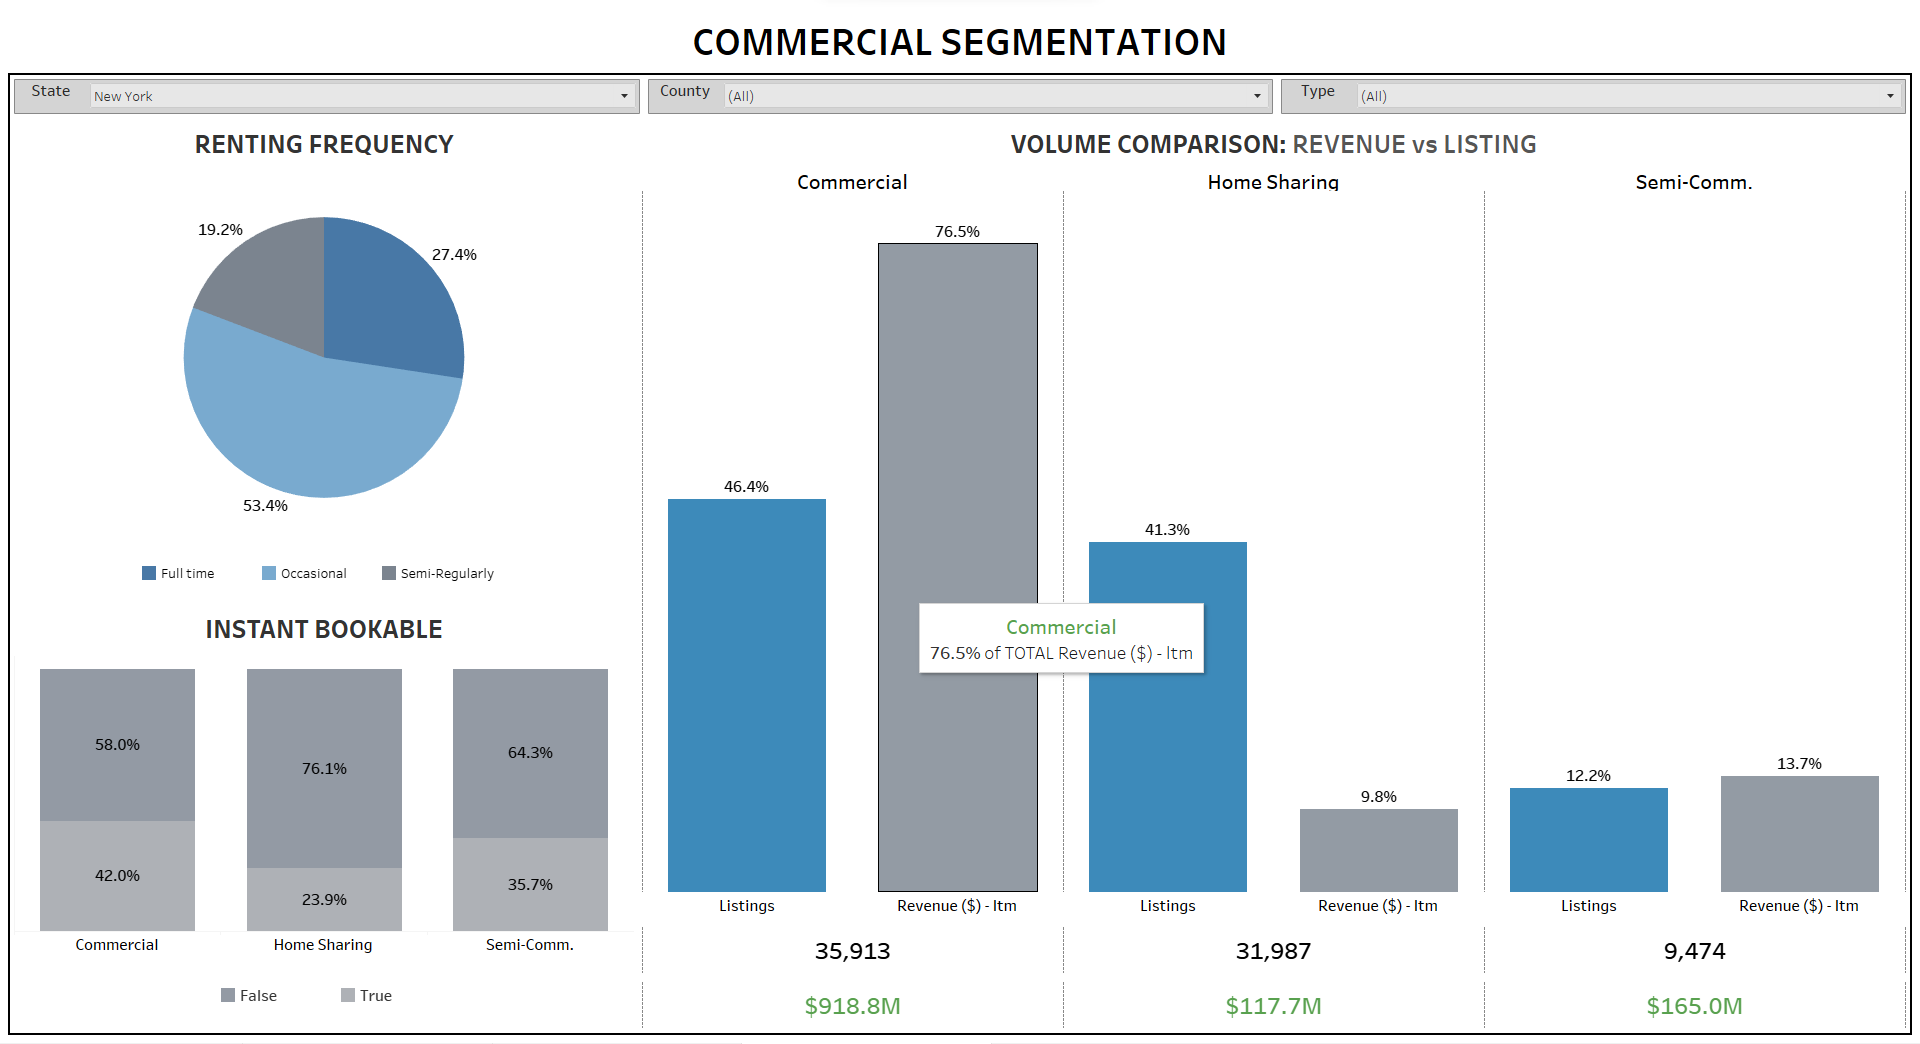 COMMERCIAL SEGMENTATION
State New York
County (All)
Type (All)
RENTING FREQUENCY
19.2%
27.4%
53.4%
Full time Occasional Semi-Regularly
INSTANT BOOKABLE
58.0%
42.0%
76.1%
23.9%
64.3%
35.7%
Commercial Home Sharing Semi-Comm.
False True
VOLUME COMPARISON: REVENUE vs LISTING
Commercial Home Sharing Semi-Comm.
46.4%
76.5%
41.3%
9.8%
12.2%
13.7%
Commercial
76.5% of TOTAL Revenue ($) - ltm
Listings Revenue ($) - ltm Listings Revenue ($) - ltm Listings Revenue ($) - ltm
35,913 31,987 9,474
$918.8M $117.7M $165.0M